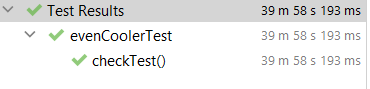 Test Results 39 m 58 s 193 ms
evenCoolerTest 39 m 58 s 193 ms
checkTest() 39 m 58 s 193 ms